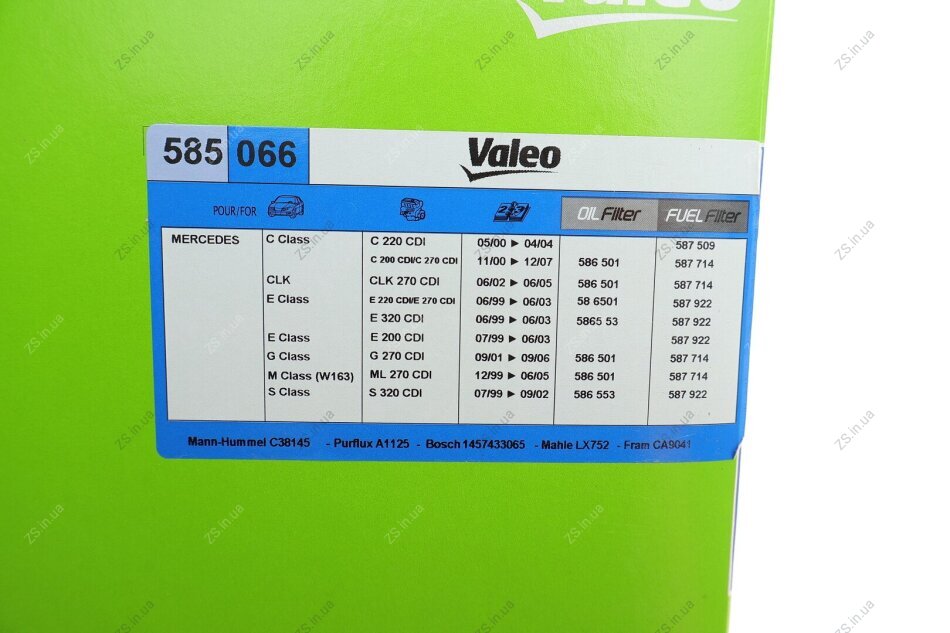 Valeo
585 066 Valeo
POUR/FOR OIL Filter FUEL Filter
MERCEDES C Class C 220 CDI 05/00 ► 04/04 587 509
C 200 CDI/C 270 CDI 11/00 ► 12/07 586 501 587 714
CLK CLK 270 CDI 06/02 ► 06/05 586 501 587 714
E Class E 220 CDI/E 270 CDI 06/99 ► 06/03 58 6501 587 922
E 320 CDI 06/99 ► 06/03 5865 53 587 922
E Class E 200 CDI 07/99 ► 06/03 587 922
G Class G 270 CDI 09/01 ► 09/06 586 501 587 714
M Class (W163) ML 270 CDI 12/99 ► 06/05 586 501 587 714
S Class S 320 CDI 07/99 ► 09/02 586 553 587 922
Mann-Hummel C38145 - Purflux A1125 - Bosch 1457433065 - Mahle LX752 - Fram CA9041
ZS.in.ua